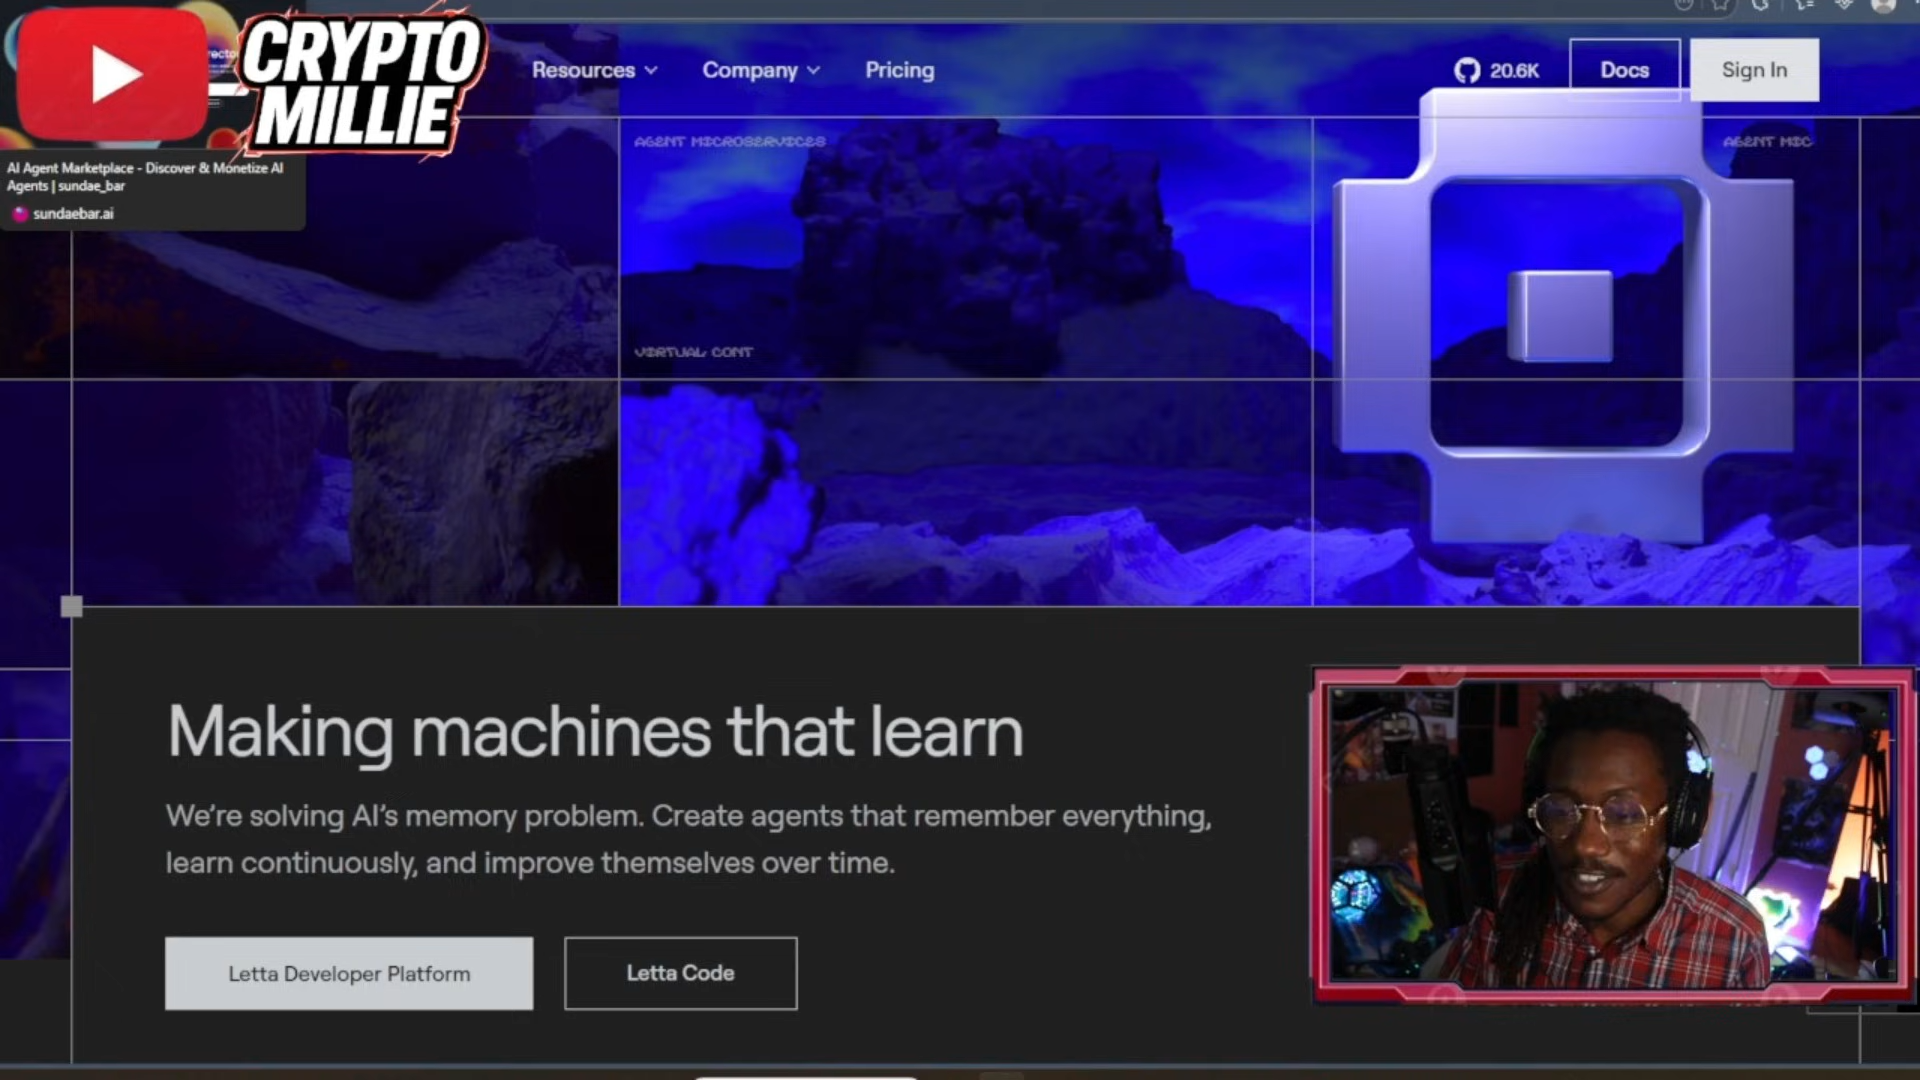 CRYPTO
MILLIE
Resources
Company
Pricing
20.6K
Docs
Sign In
AI Agent Marketplace - Discover & Monetize AI
Agents | sundae_bar
sundaebar.ai
AGENT MICROSERVICES
AGENT MIC
VIRTUAL CONT
Making machines that learn
We're solving AI's memory problem. Create agents that remember everything,
learn continuously, and improve themselves over time.
Letta Developer Platform
Letta Code